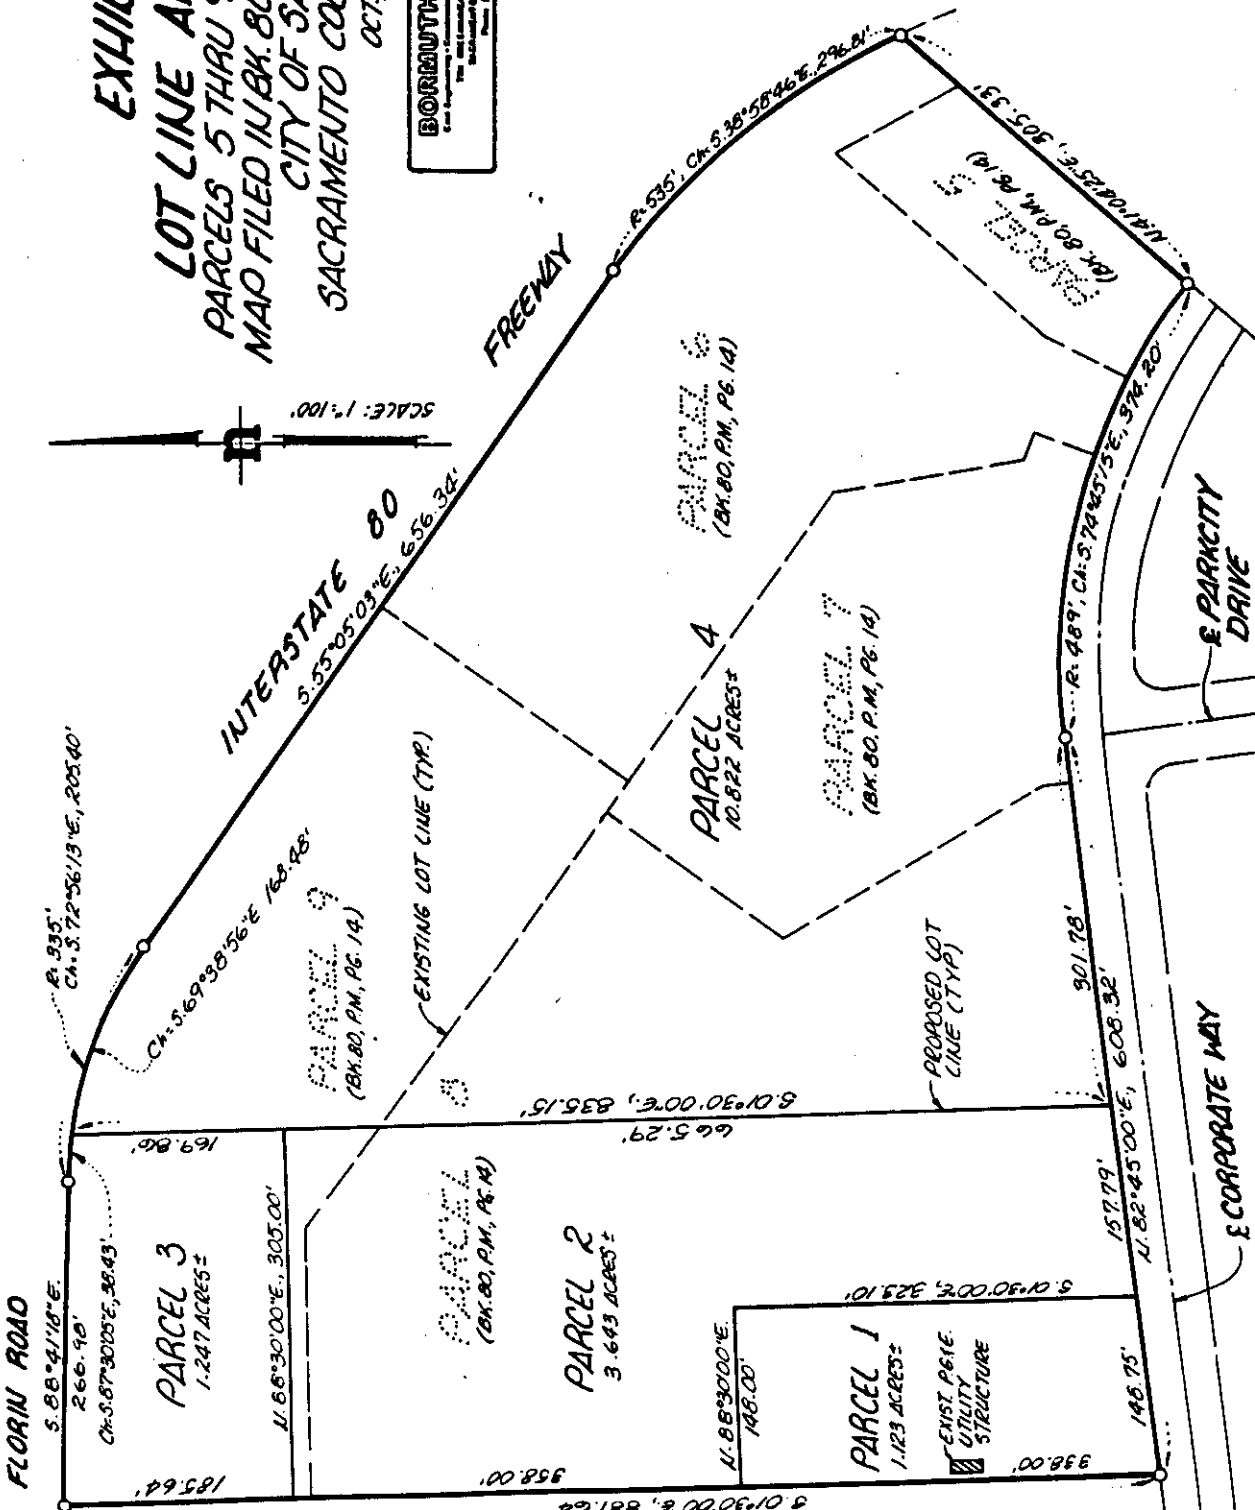 LOT LINE
PARCELS 5 THRU
MAP FILED IN BK. 80
CITY OF
SACRAMENTO
OCT.
BORMUTH
SCALE: 1"=100'
FLORIN ROAD
S.88°41'18"E.
266.98'
Ch=S.87°30'05"E, 38.43'
R=335'
Ch=S.72°56'13"E., 205.40'
Ch=S.69°38'56"E 168.48'
INTERSTATE 80
FREEWAY
S.55°05'03"E., 656.34'
R=535', Ch=S.38°58'46"E., 296.81'
N.41°04'25"E., 305.33'
PARCEL 5
(BK. 80, P.M., PG. 14)
PARCEL 6
(BK. 80, P.M., PG. 14)
PARCEL 7
(BK. 80, P.M., PG. 14)
PARCEL 4
10.822 ACRES±
PARCEL 9
(BK. 80, P.M., PG. 14)
EXISTING LOT LINE (TYP.)
PARCEL 8
(BK. 80, P.M., PG. 14)
PARCEL 3
1.247 ACRES±
185.64'
169.86'
N.88°30'00"E., 305.00'
PARCEL 2
3.643 ACRES±
358.00'
665.29'
S.01°30'00"E., 835.15'
PROPOSED LOT
LINE (TYP)
N.88°30'00"E.
148.00'
S.01°30'00"E, 323.10'
PARCEL 1
1.123 ACRES±
EXIST. P.G.&E.
UTILITY
STRUCTURE
338.00'
S.01°30'00"E., 881.64'
148.75'
157.79'
301.78'
N.82°45'00"E., 608.32'
R=489', Ch=S.74°45'15"E., 374.20'
℄ PARKCITY
DRIVE
℄ CORPORATE WAY